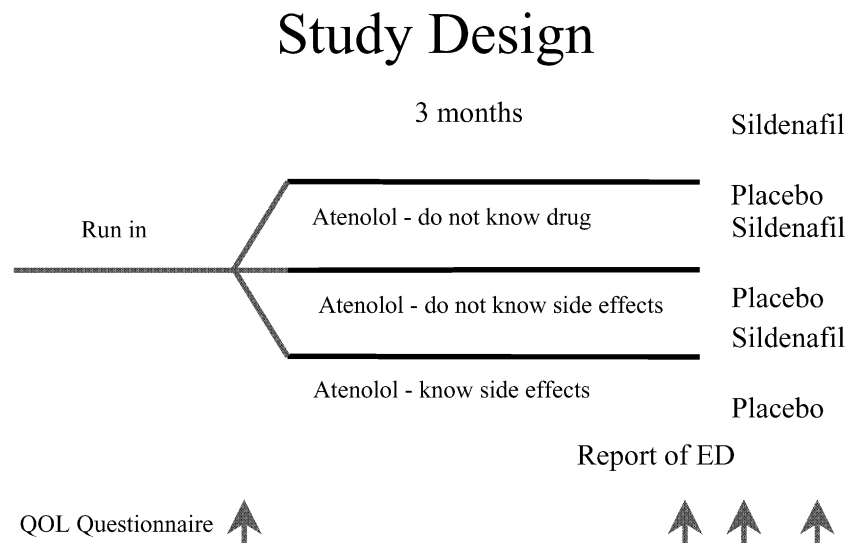 Study Design
3 months
Sildenafil
Placebo
Run in
Atenolol - do not know drug
Sildenafil
Atenolol - do not know side effects
Placebo
Sildenafil
Atenolol - know side effects
Placebo
Report of ED
QOL Questionnaire